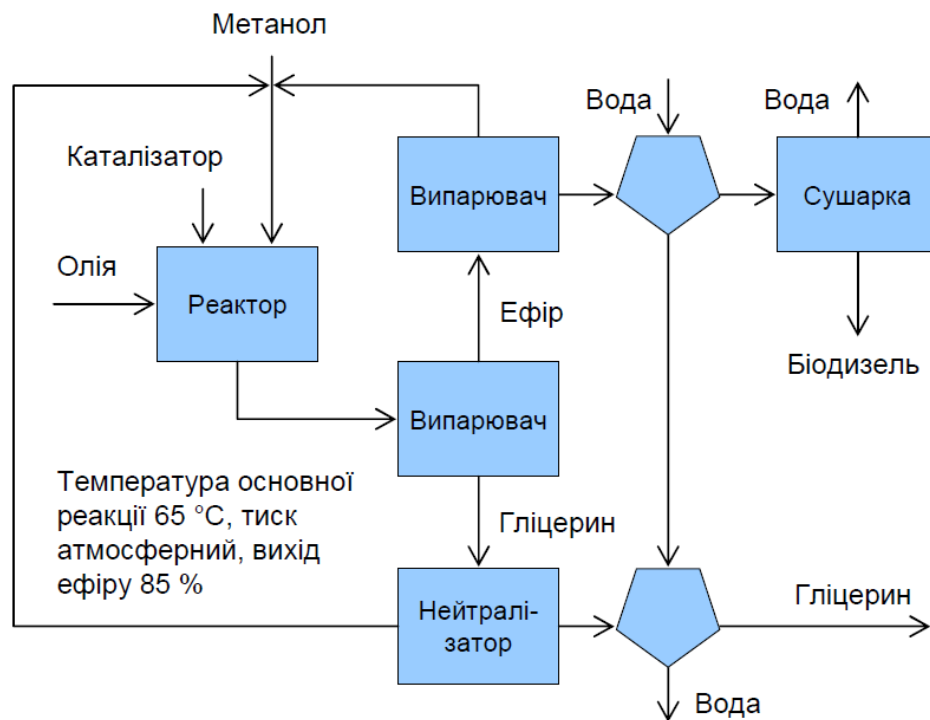 Метанол
Вода
Вода
Каталізатор
Випарювач
Сушарка
Олія
Реактор
Ефір
Біодизель
Випарювач
Температура основної
реакції 65 °C, тиск
атмосферний, вихід
ефіру 85 %
Гліцерин
Нейтралі-
затор
Гліцерин
Вода